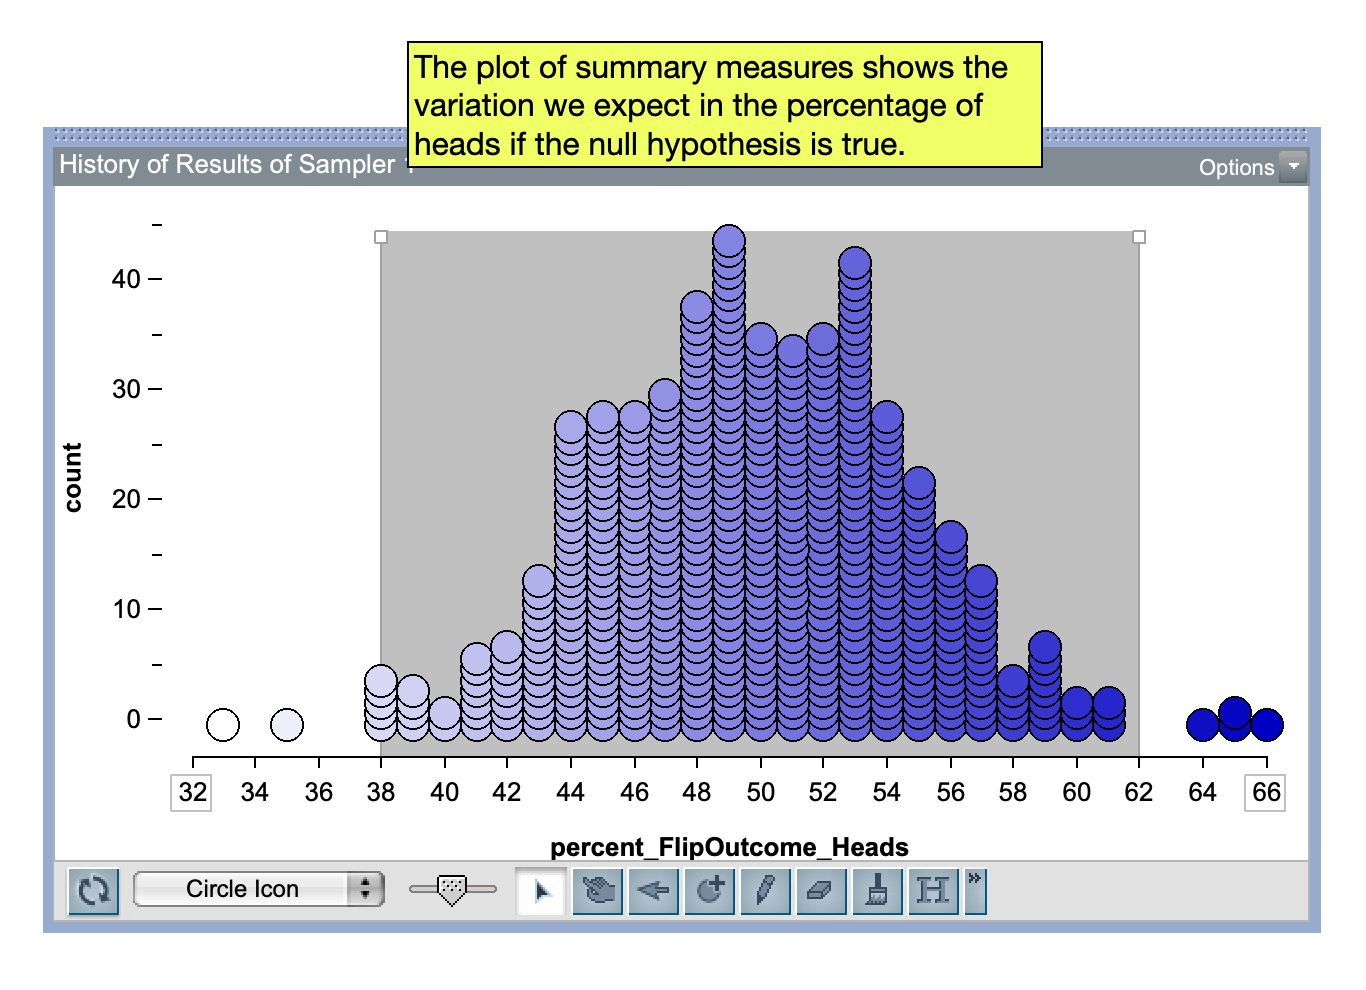 The plot of summary measures shows the
variation we expect in the percentage of
heads if the null hypothesis is true.
History of Results of Sampler
Options
40
30
20
10
0
count
32 34 36 38 40 42 44 46 48 50 52 54 56 58 60 62 64 66
percent_FlipOutcome_Heads
Circle Icon